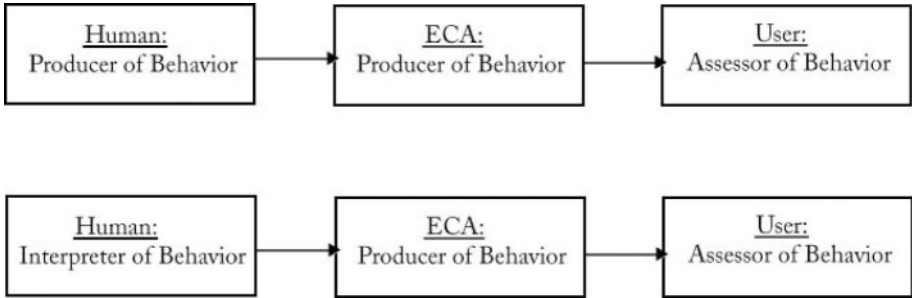 Human:
Producer of Behavior
ECA:
Producer of Behavior
User:
Assessor of Behavior
Human:
Interpreter of Behavior
ECA:
Producer of Behavior
User:
Assessor of Behavior